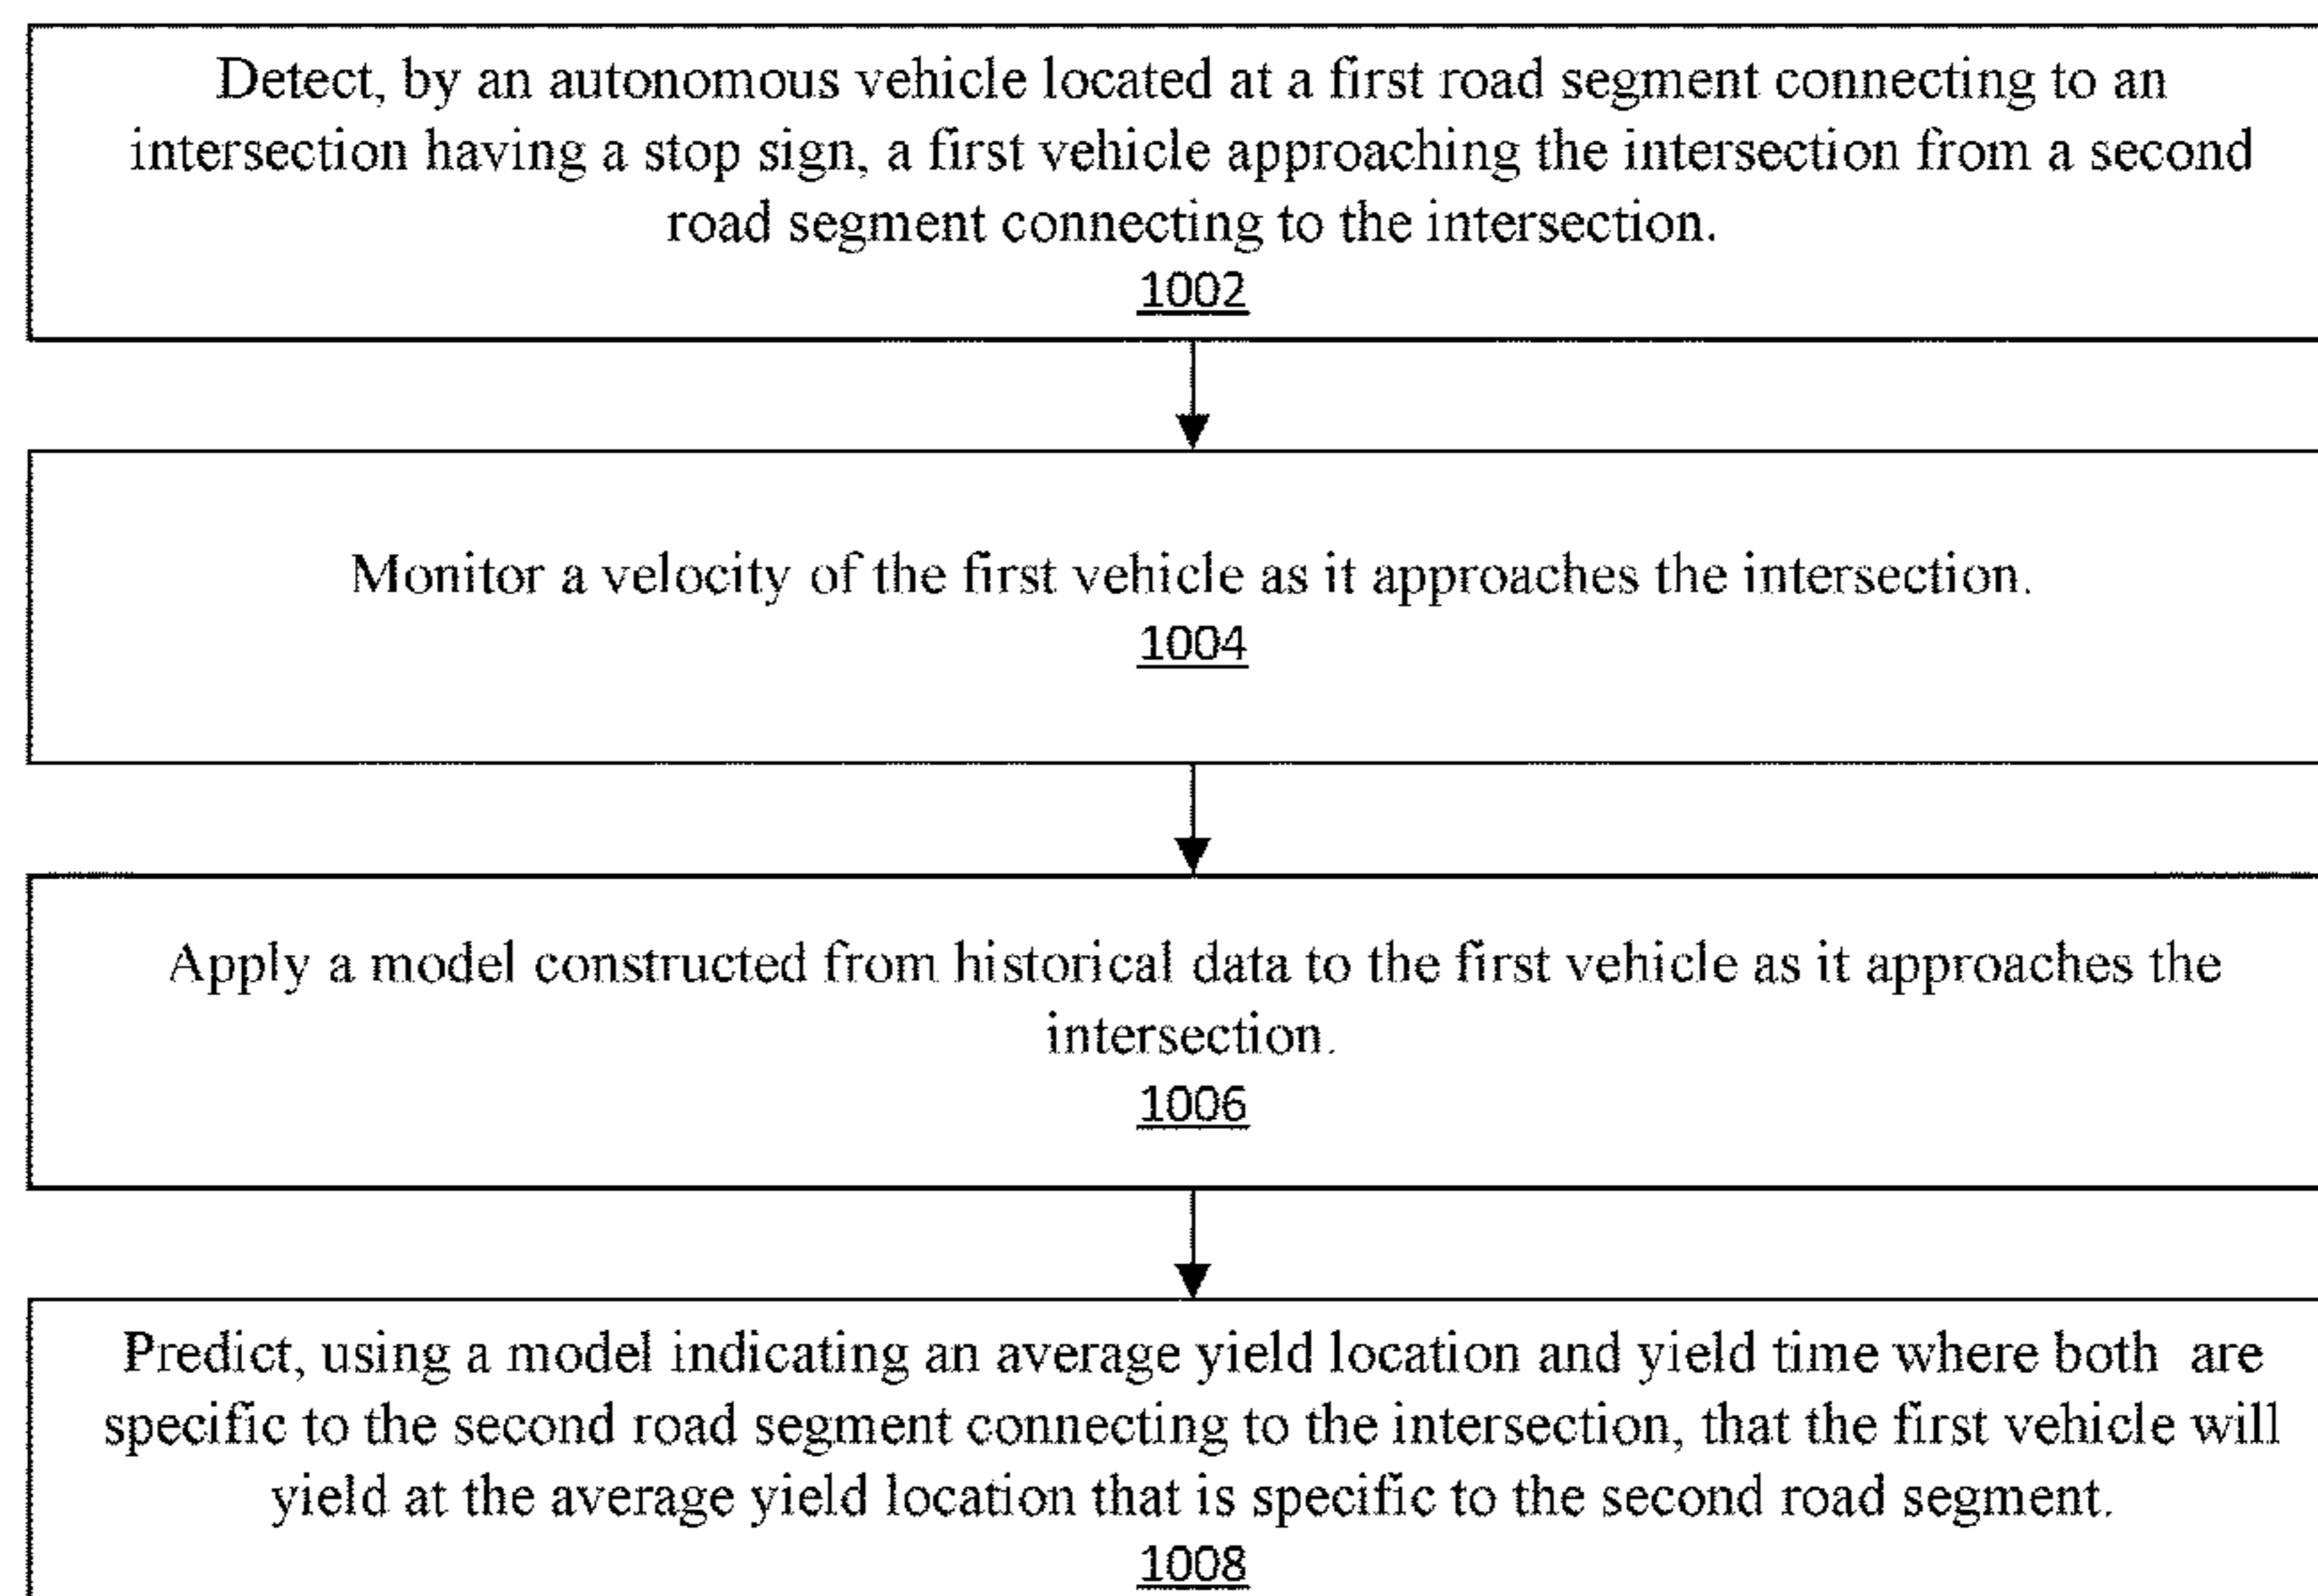 Detect, by an autonomous vehicle located at a first road segment connecting to an
intersection having a stop sign, a first vehicle approaching the intersection from a second
road segment connecting to the intersection.
1002
Monitor a velocity of the first vehicle as it approaches the intersection.
1004
Apply a model constructed from historical data to the first vehicle as it approaches the
intersection.
1006
Predict, using a model indicating an average yield location and yield time where both are
specific to the second road segment connecting to the intersection, that the first vehicle will
yield at the average yield location that is specific to the second road segment.
1008